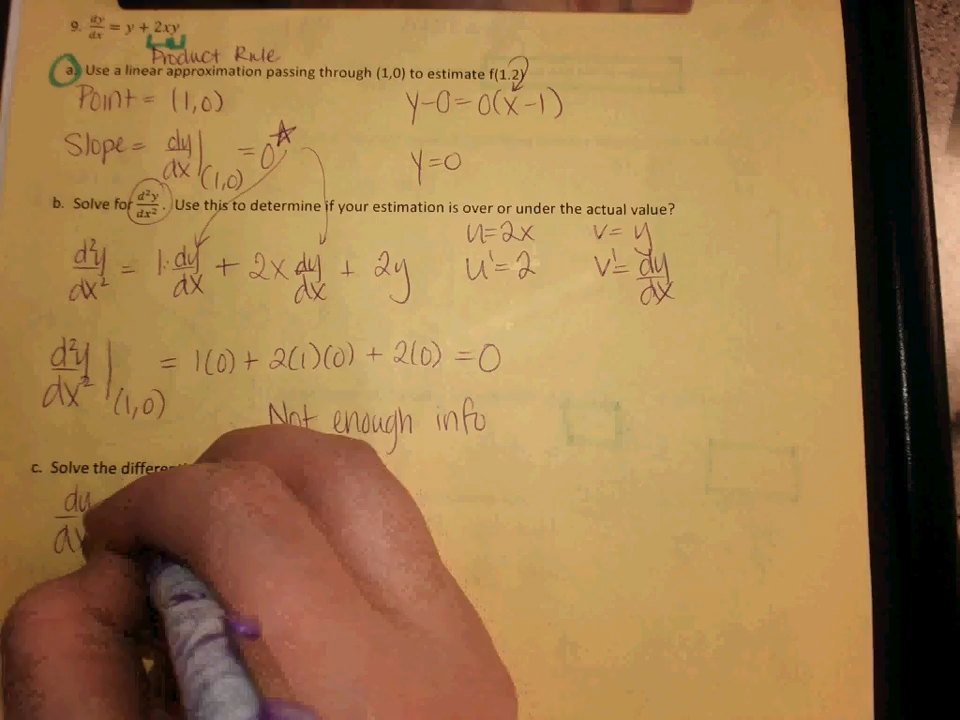 9. dy/dx = y + 2xy
Product Rule
a. Use a linear approximation passing through (1,0) to estimate f(1.2)
Point = (1,0)
y-0=0(x-1)
Slope = dy/dx |(1,0) = 0
y=0
b. Solve for d²y/dx². Use this to determine if your estimation is over or under the actual value?
u=2x v= y
d²y/dx² = 1·dy/dx + 2x dy/dx + 2y
u'=2 v'= dy/dx
d²y/dx² |(1,0) = 1(0) + 2(1)(0) + 2(0) = 0
Not enough info
c. Solve the
dy